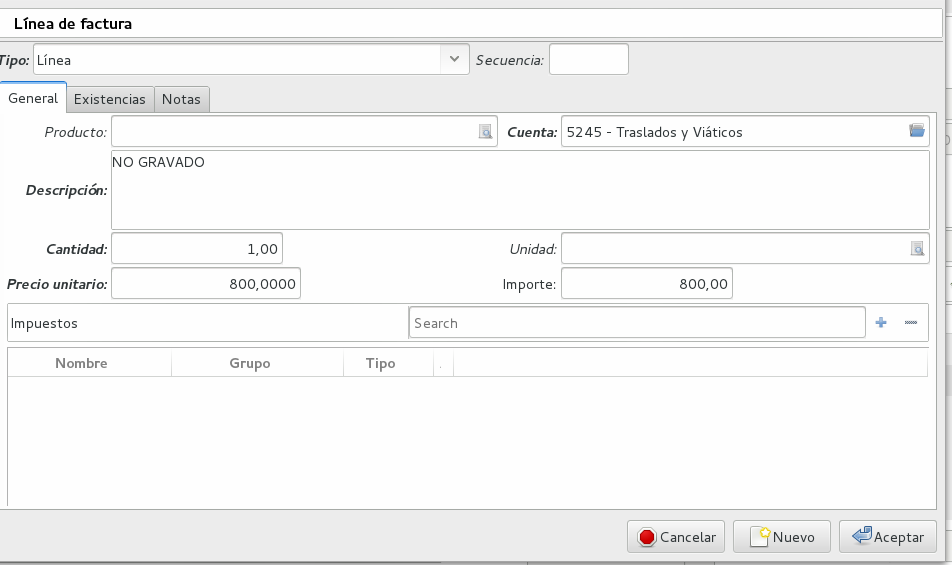 Línea de factura
Tipo: Línea Secuencia:
General Existencias Notas
Producto: Cuenta: 5245 - Traslados y Viáticos
Descripción: NO GRAVADO
Cantidad: 1,00 Unidad:
Precio unitario: 800,0000 Importe: 800,00
Impuestos Search
Nombre Grupo Tipo .
Cancelar Nuevo Aceptar